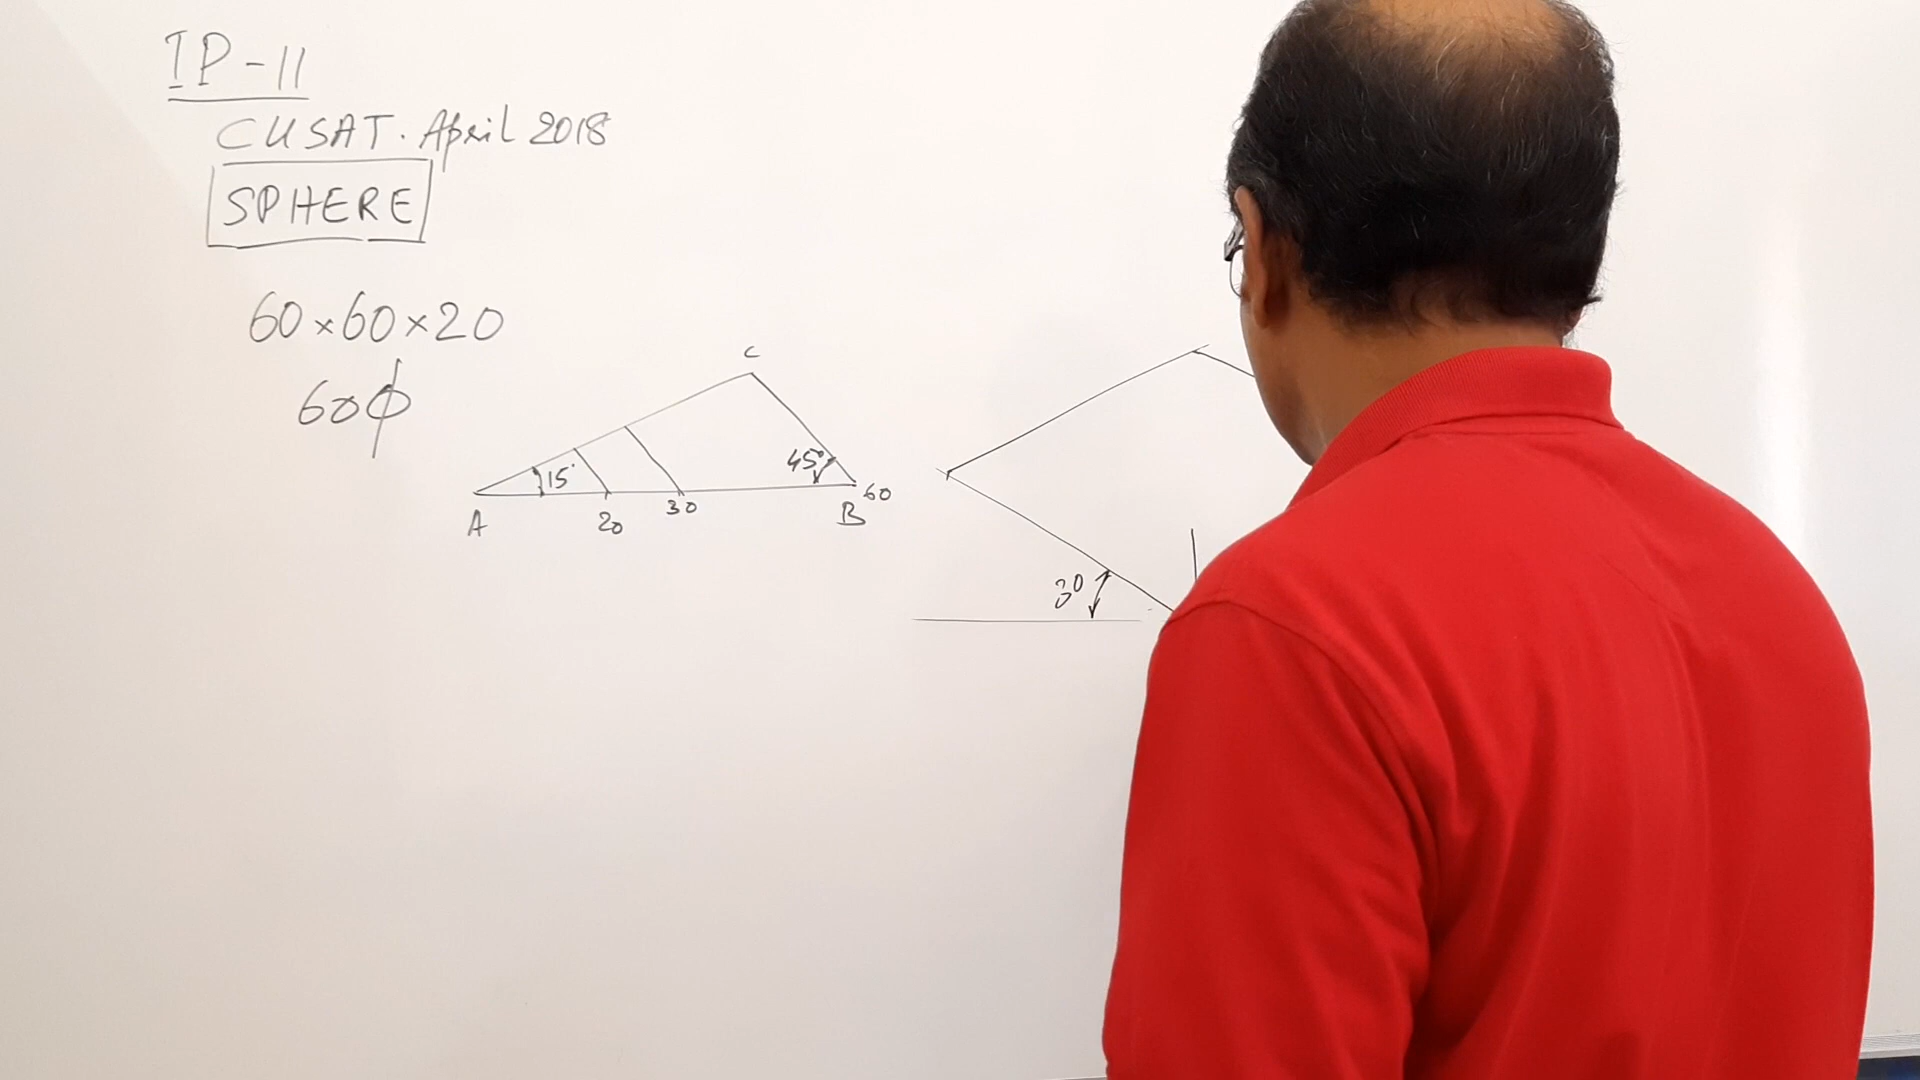 IP-11
CUSAT. April 2018
SPHERE
60×60×20
60ϕ
C
15°
45°
A
20
30
B
60
30